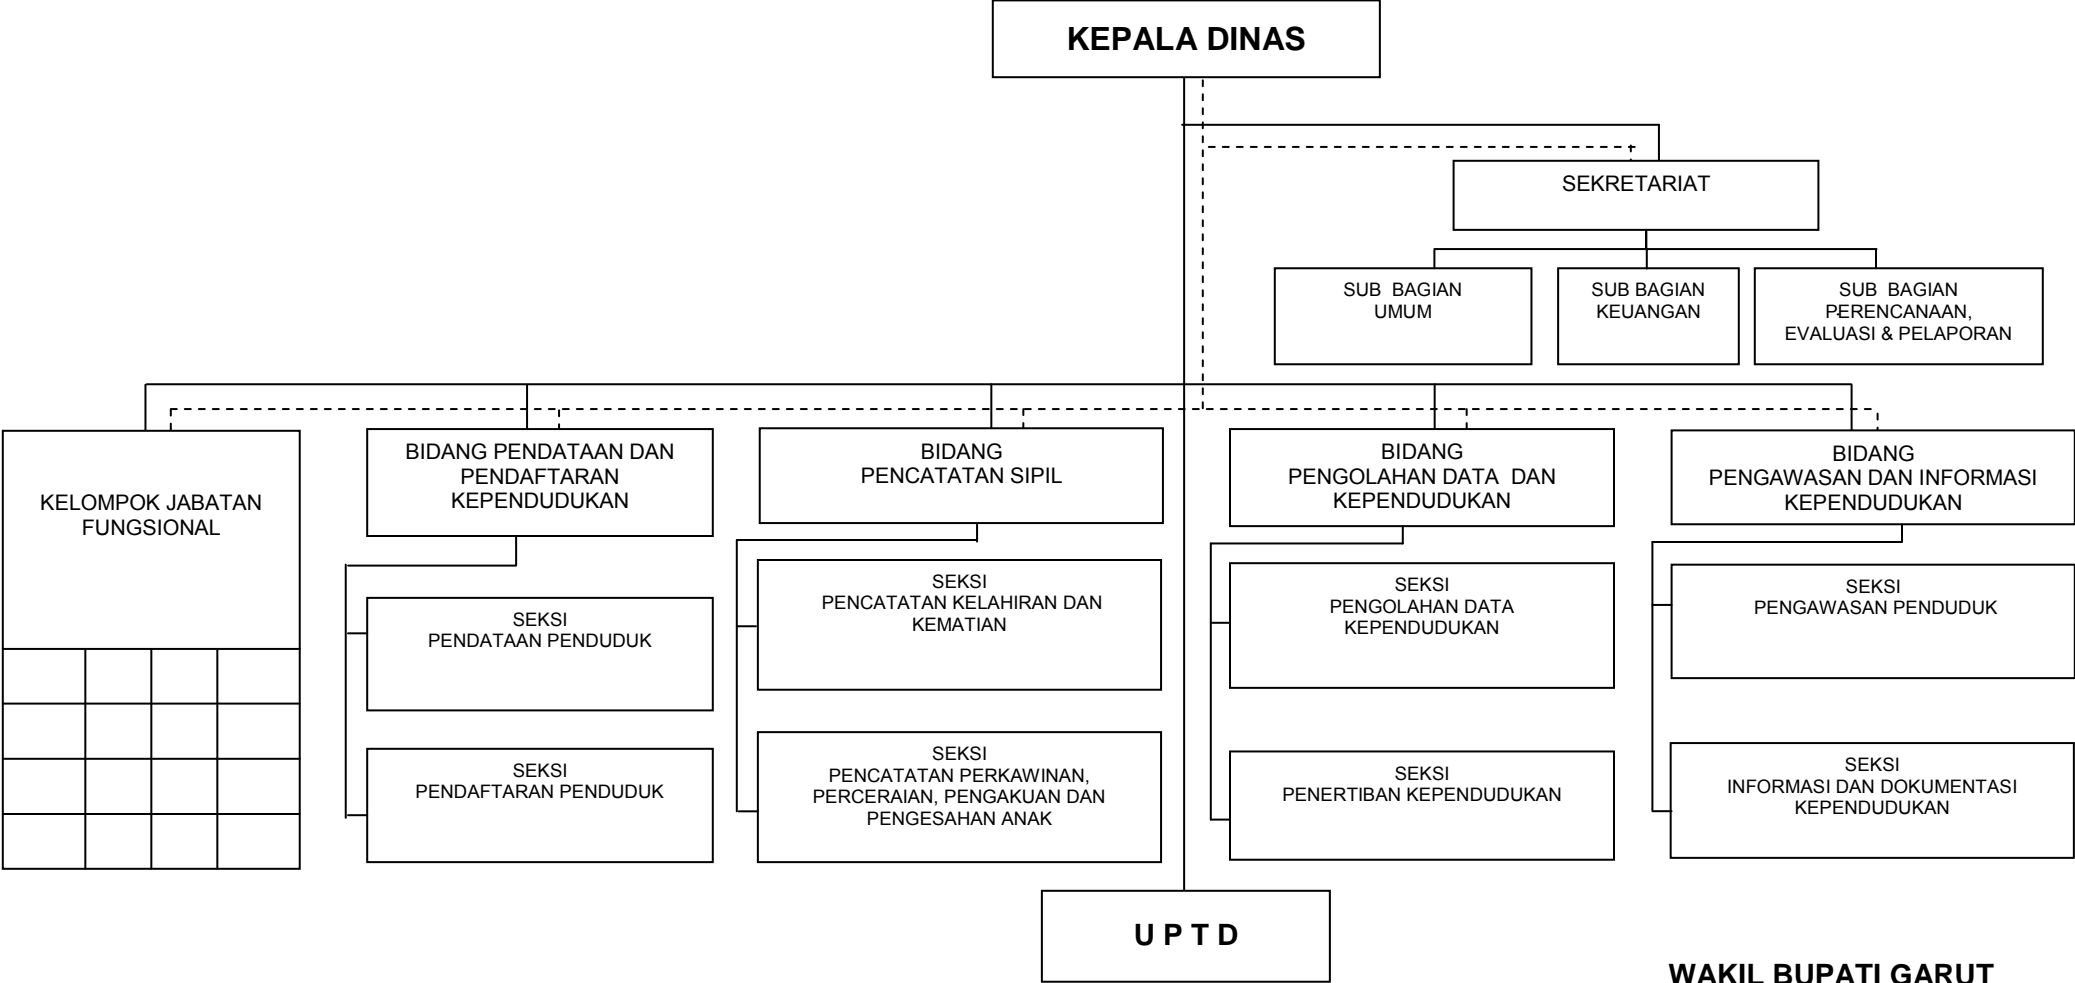 KEPALA DINAS
SEKRETARIAT
SUB BAGIAN
UMUM
SUB BAGIAN
KEUANGAN
SUB BAGIAN
PERENCANAAN,
EVALUASI & PELAPORAN
KELOMPOK JABATAN
FUNGSIONAL
BIDANG PENDATAAN DAN
PENDAFTARAN
KEPENDUDUKAN
BIDANG
PENCATATAN SIPIL
BIDANG
PENGOLAHAN DATA DAN
KEPENDUDUKAN
BIDANG
PENGAWASAN DAN INFORMASI
KEPENDUDUKAN
SEKSI
PENDATAAN PENDUDUK
SEKSI
PENCATATAN KELAHIRAN DAN
KEMATIAN
SEKSI
PENGOLAHAN DATA
KEPENDUDUKAN
SEKSI
PENGAWASAN PENDUDUK
SEKSI
PENDAFTARAN PENDUDUK
SEKSI
PENCATATAN PERKAWINAN,
PERCERAIAN, PENGAKUAN DAN
PENGESAHAN ANAK
SEKSI
PENERTIBAN KEPENDUDUKAN
SEKSI
INFORMASI DAN DOKUMENTASI
KEPENDUDUKAN
U P T D
WAKIL BUPATI GARUT